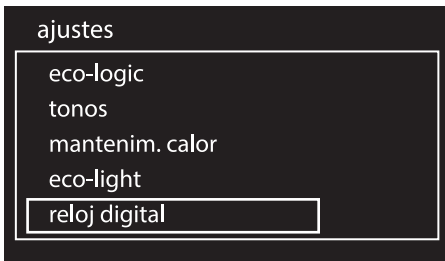 ajustes
eco-logic
tonos
mantenim. calor
eco-light
reloj digital